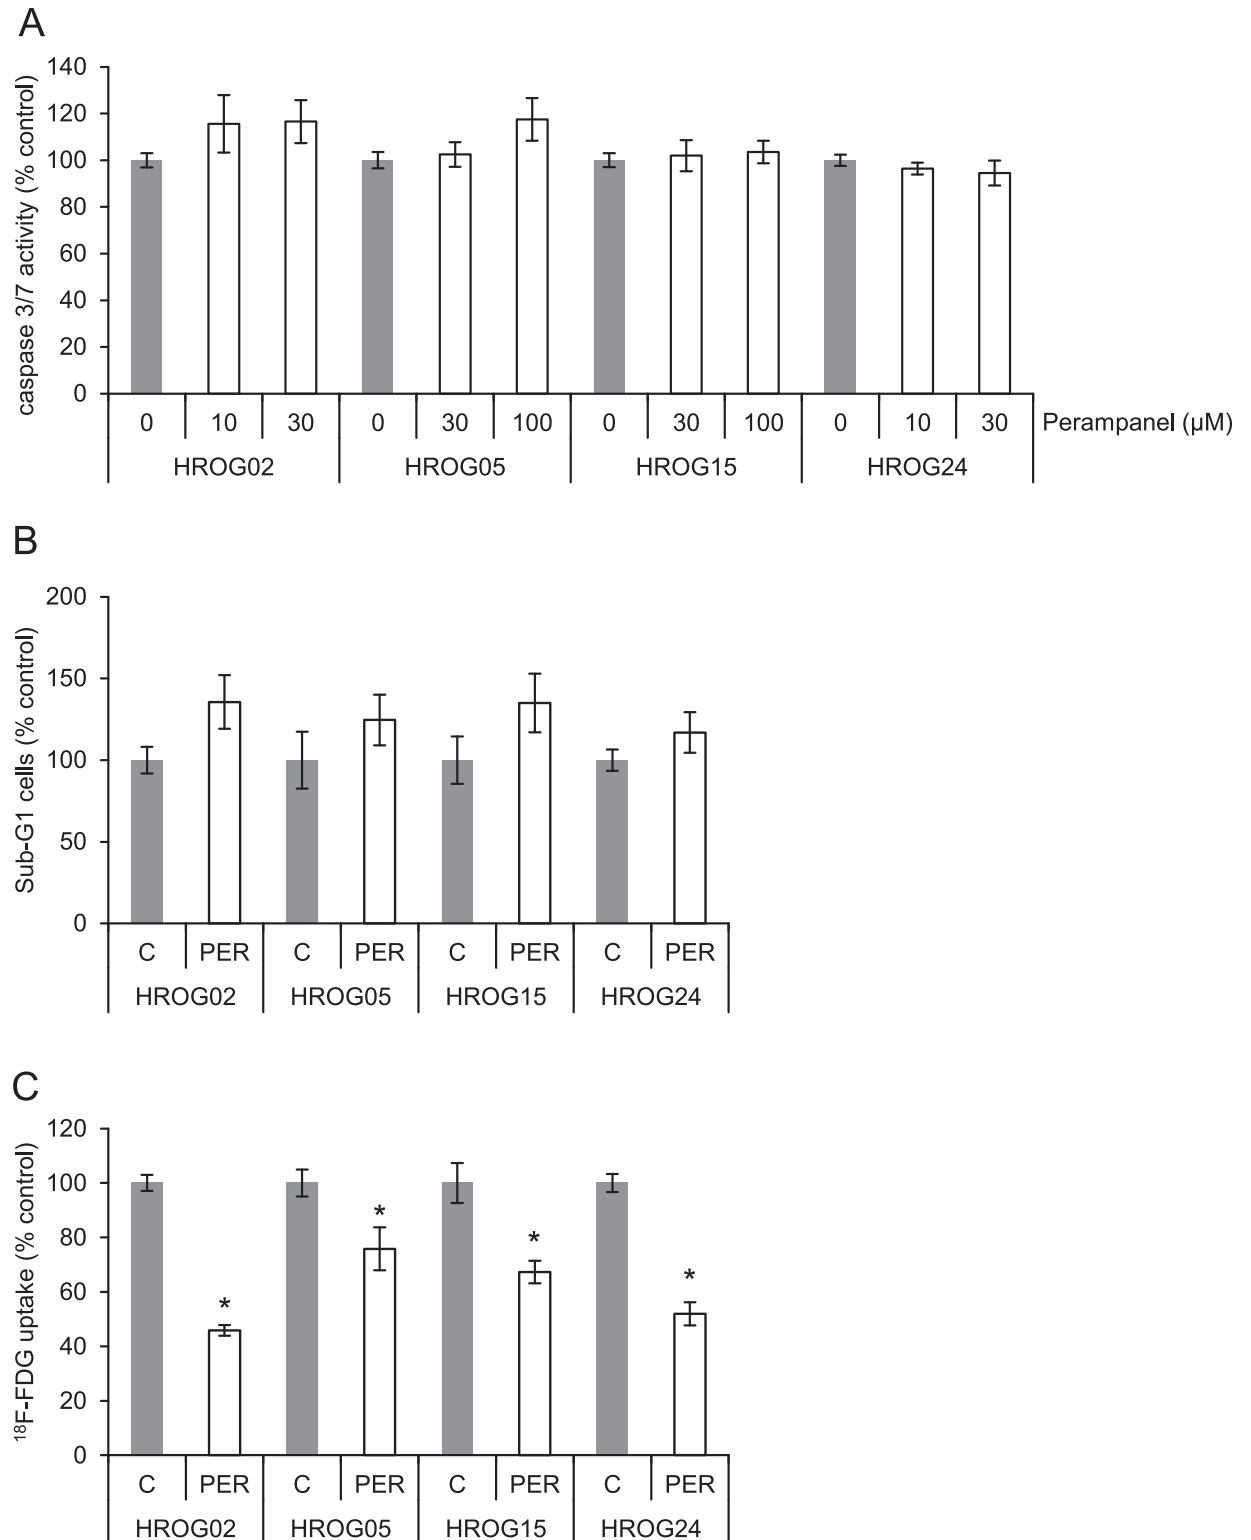 A
caspase 3/7 activity (% control)
140
120
100
80
60
40
20
0
0 10 30 0 30 100 0 30 100 0 10 30 Perampanel (µM)
HROG02 HROG05 HROG15 HROG24
B
Sub-G1 cells (% control)
200
150
100
50
0
C PER C PER C PER C PER
HROG02 HROG05 HROG15 HROG24
C
¹⁸F-FDG uptake (% control)
120
100
80
60
40
20
0
* * * *
C PER C PER C PER C PER
HROG02 HROG05 HROG15 HROG24